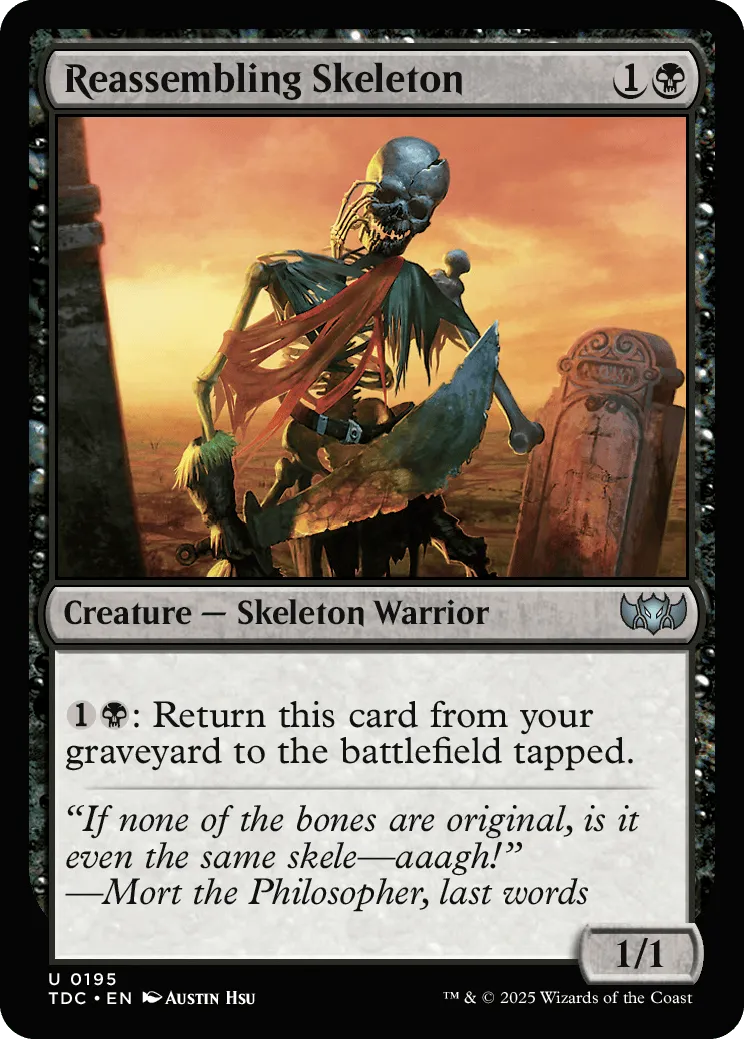 Reassembling Skeleton 1
Creature — Skeleton Warrior
1 : Return this card from your
graveyard to the battlefield tapped.
“If none of the bones are original, is it
even the same skele—aaagh!”
—Mort the Philosopher, last words
1/1
U 0195
TDC • EN Austin Hsu
™ & © 2025 Wizards of the Coast